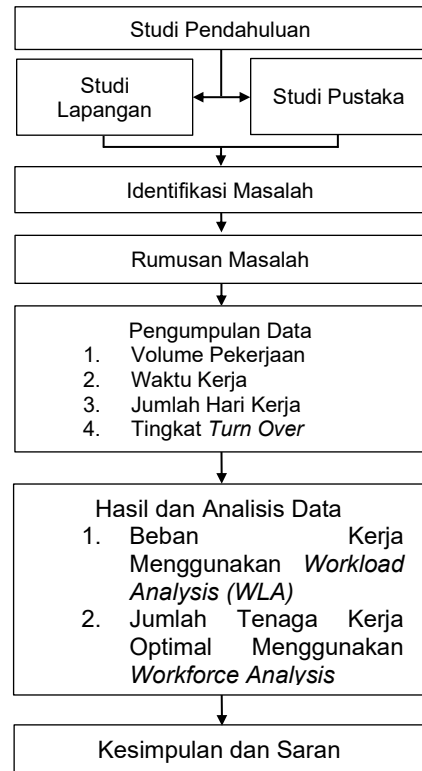 Studi Pendahuluan
Studi
Lapangan
Studi Pustaka
Identifikasi Masalah
Rumusan Masalah
Pengumpulan Data
1. Volume Pekerjaan
2. Waktu Kerja
3. Jumlah Hari Kerja
4. Tingkat Turn Over
Hasil dan Analisis Data
1. Beban Kerja
Menggunakan Workload
Analysis (WLA)
2. Jumlah Tenaga Kerja
Optimal Menggunakan
Workforce Analysis
Kesimpulan dan Saran